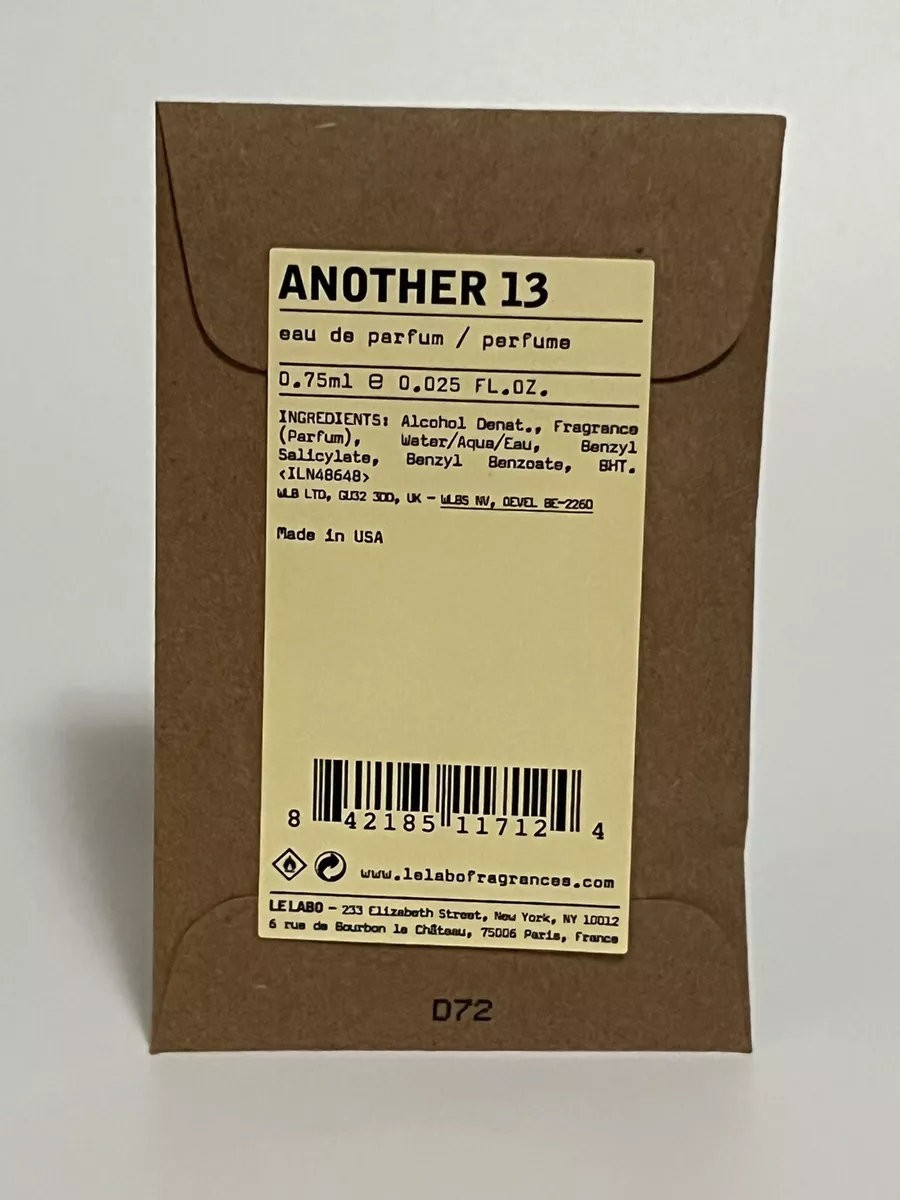 ANOTHER 13
eau de parfum / perfume
0.75ml e 0.025 FL.OZ.
INGREDIENTS: Alcohol Denat., Fragrance
(Parfum), Water/Aqua/Eau, Benzyl
Salicylate, Benzyl Benzoate, BHT.
<ILN48648>
WLB LTD, GU32 3DD, UK - WLBS NV, OEVEL BE-2260
Made in USA
8 42185 11712 4
www.lelabofragrances.com
LE LABO - 233 Elizabeth Street, New York, NY 10012
6 rue de Bourbon le Château, 75006 Paris, France
D72